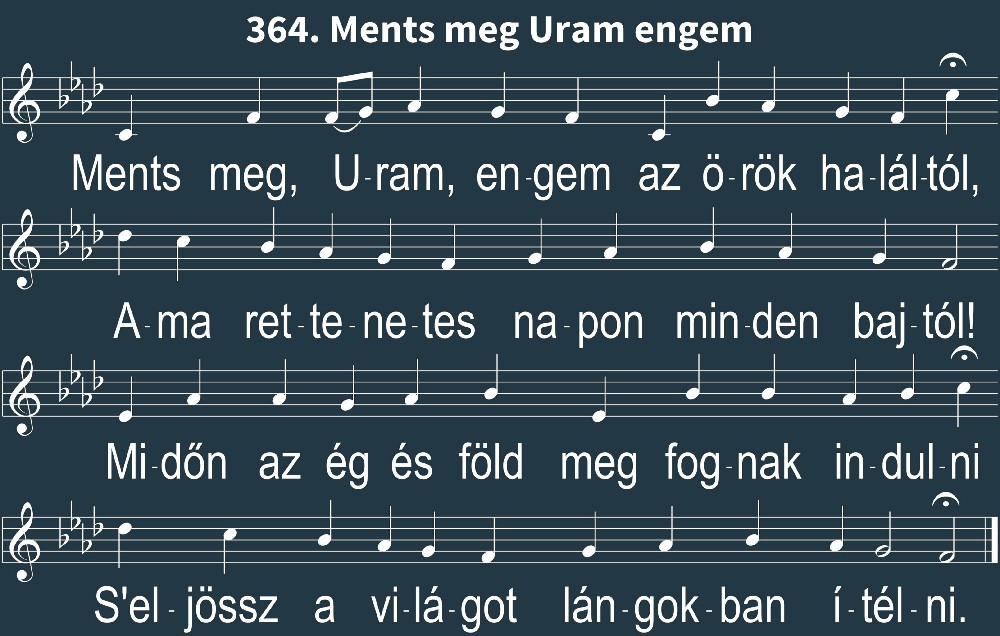 364. Ments meg Uram engem
Ments meg, U-ram, en-gem az ö-rök ha-lál-tól,
A-ma ret-te-ne-tes na-pon min-den baj-tól!
Mi-dőn az ég és föld meg fog-nak in-dul-ni
S'el-jössz a vi-lá-got lán-gok-ban í-tél-ni.